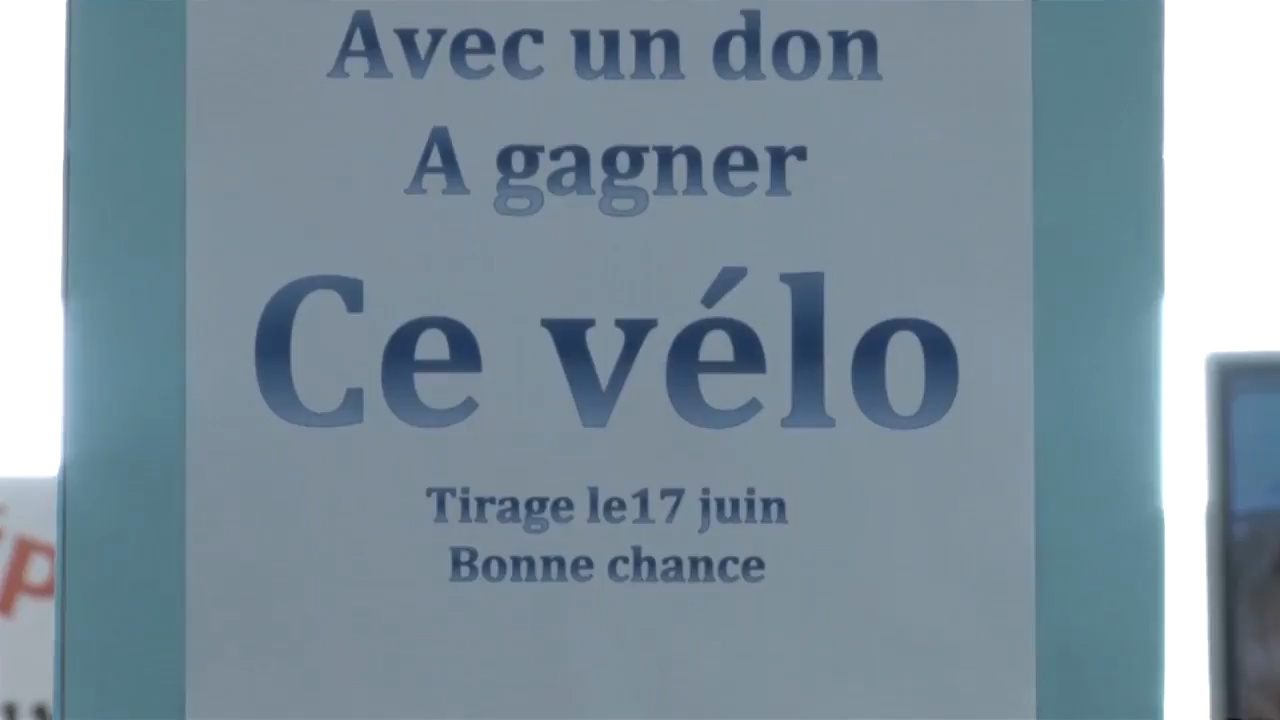 Avec un don
A gagner
Ce vélo
Tirage le17 juin
Bonne chance